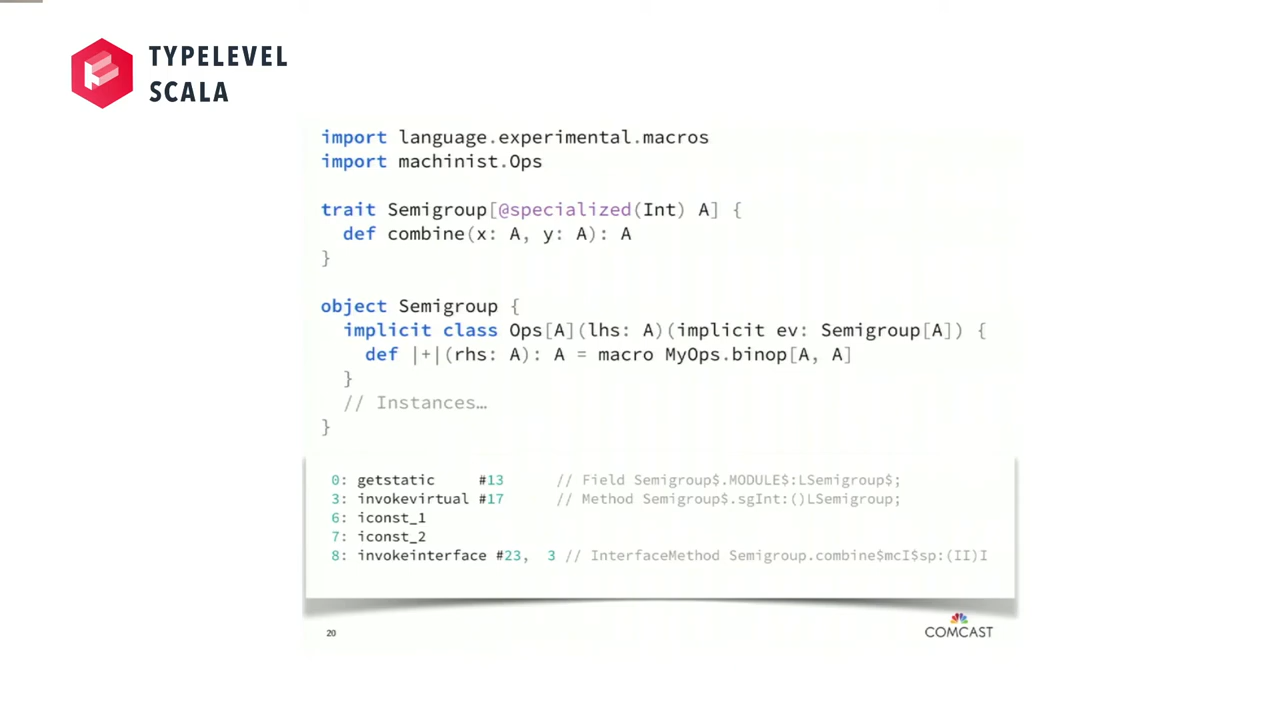 TYPELEVEL
SCALA
import language.experimental.macros
import machinist.Ops
trait Semigroup[@specialized(Int) A] {
  def combine(x: A, y: A): A
}
object Semigroup {
  implicit class Ops[A](lhs: A)(implicit ev: Semigroup[A]) {
    def |+|(rhs: A): A = macro MyOps.binop[A, A]
  }
  // Instances…
}
0: getstatic     #13      // Field Semigroup$.MODULE$:LSemigroup$;
3: invokevirtual #17      // Method Semigroup$.sgInt:()LSemigroup;
6: iconst_1
7: iconst_2
8: invokeinterface #23,  3 // InterfaceMethod Semigroup.combine$mcI$sp:(II)I
20
COMCAST